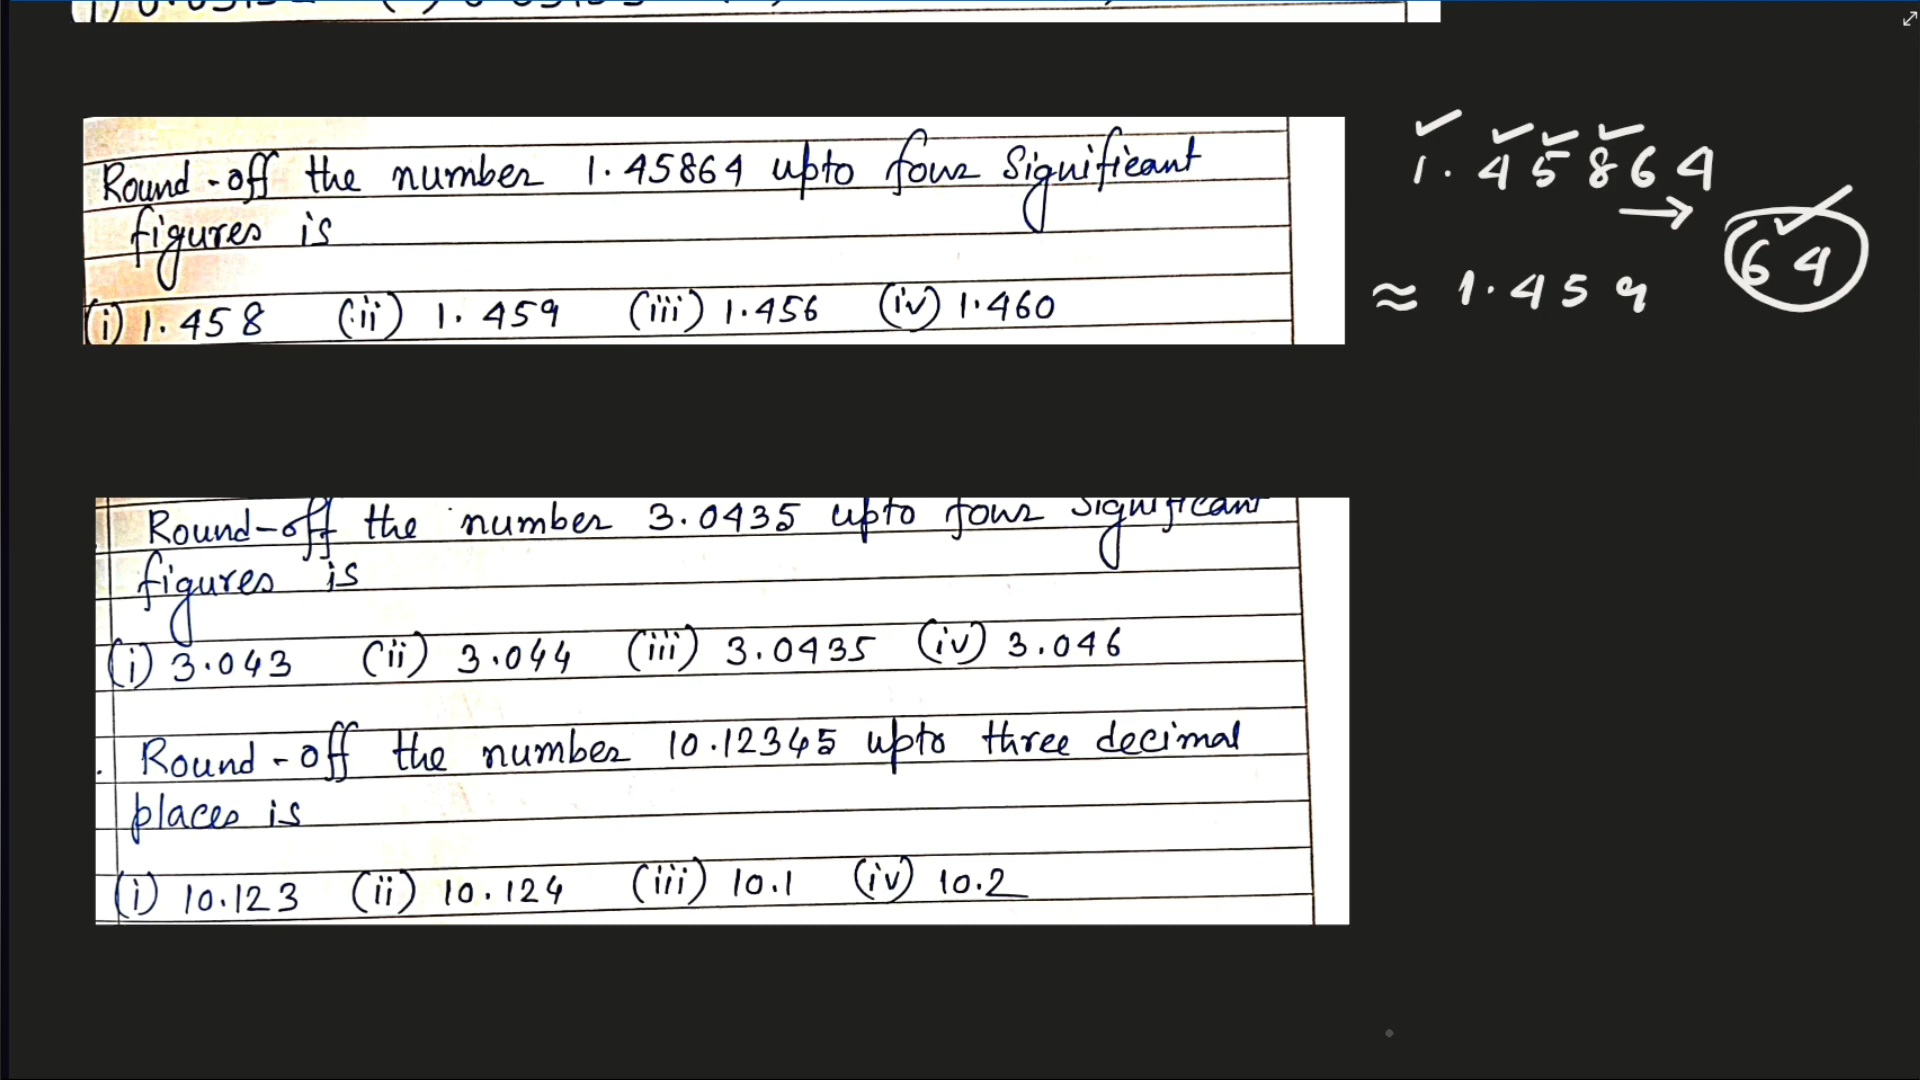 Round-off the number 1.45864 upto four Significant
figures is
(i) 1.458 (ii) 1.459 (iii) 1.456 (iv) 1.460
1.45864
64
≈ 1.459
Round-off the number 3.0435 upto four Significant
figures is
(i) 3.043 (ii) 3.044 (iii) 3.0435 (iv) 3.046
Round-off the number 10.12345 upto three decimal
places is
(i) 10.123 (ii) 10.124 (iii) 10.1 (iv) 10.2